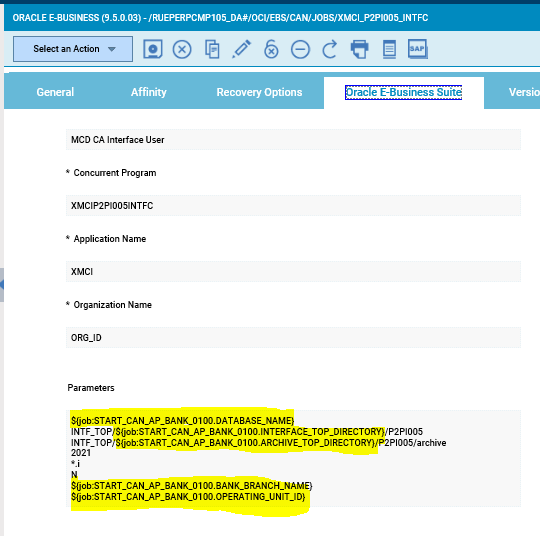 ORACLE E-BUSINESS (9.5.0.03) - /RUEPERPCMP105_DA#/OCI/EBS/CAN/JOBS/XMCI_P2PI005_INTFC
Select an Action
SAP
General
Affinity
Recovery Options
Oracle E-Business Suite
Versio
MCD CA Interface User
* Concurrent Program
XMCIP2PI005INTFC
* Application Name
XMCI
* Organization Name
ORG_ID
Parameters
${job:START_CAN_AP_BANK_0100.DATABASE_NAME}
INTF_TOP/${job:START_CAN_AP_BANK_0100.INTERFACE_TOP_DIRECTORY}/P2PI005
INTF_TOP/${job:START_CAN_AP_BANK_0100.ARCHIVE_TOP_DIRECTORY}/P2PI005/archive
2021
*.i
N
${job:START_CAN_AP_BANK_0100.BANK_BRANCH_NAME}
${job:START_CAN_AP_BANK_0100.OPERATING_UNIT_ID}